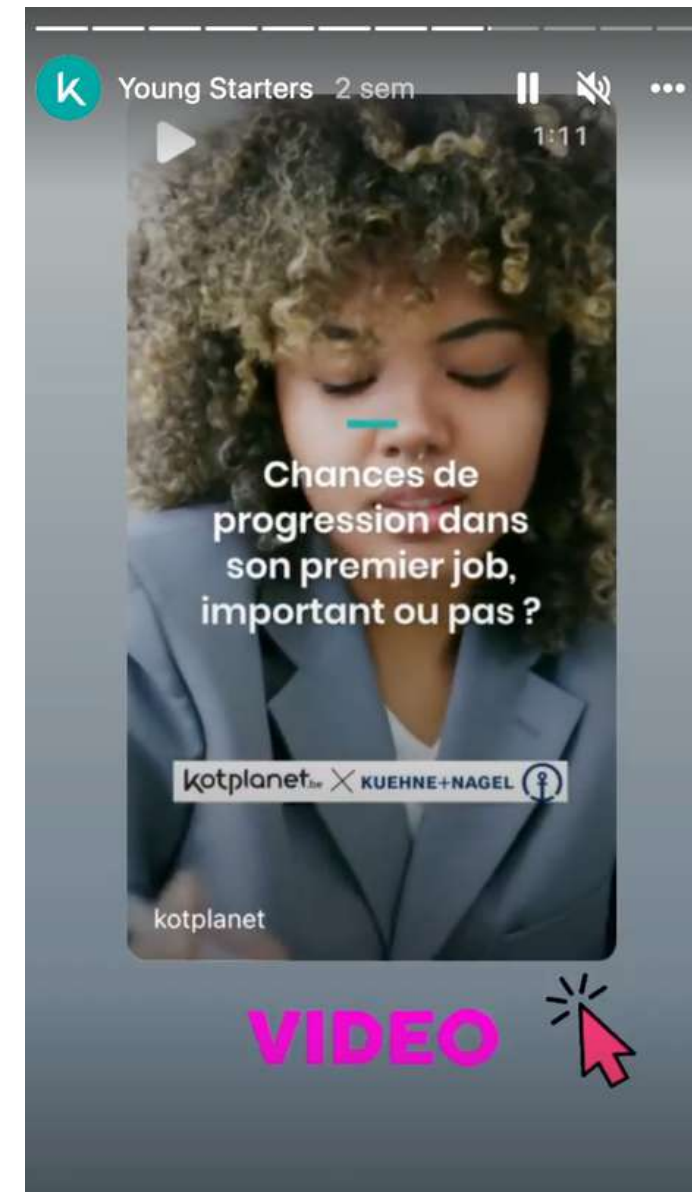 Young Starters 2 sem
1:11
Chances de
progression dans
son premier job,
important ou pas ?
kotplanet.be X KUEHNE+NAGEL
kotplanet
VIDEO